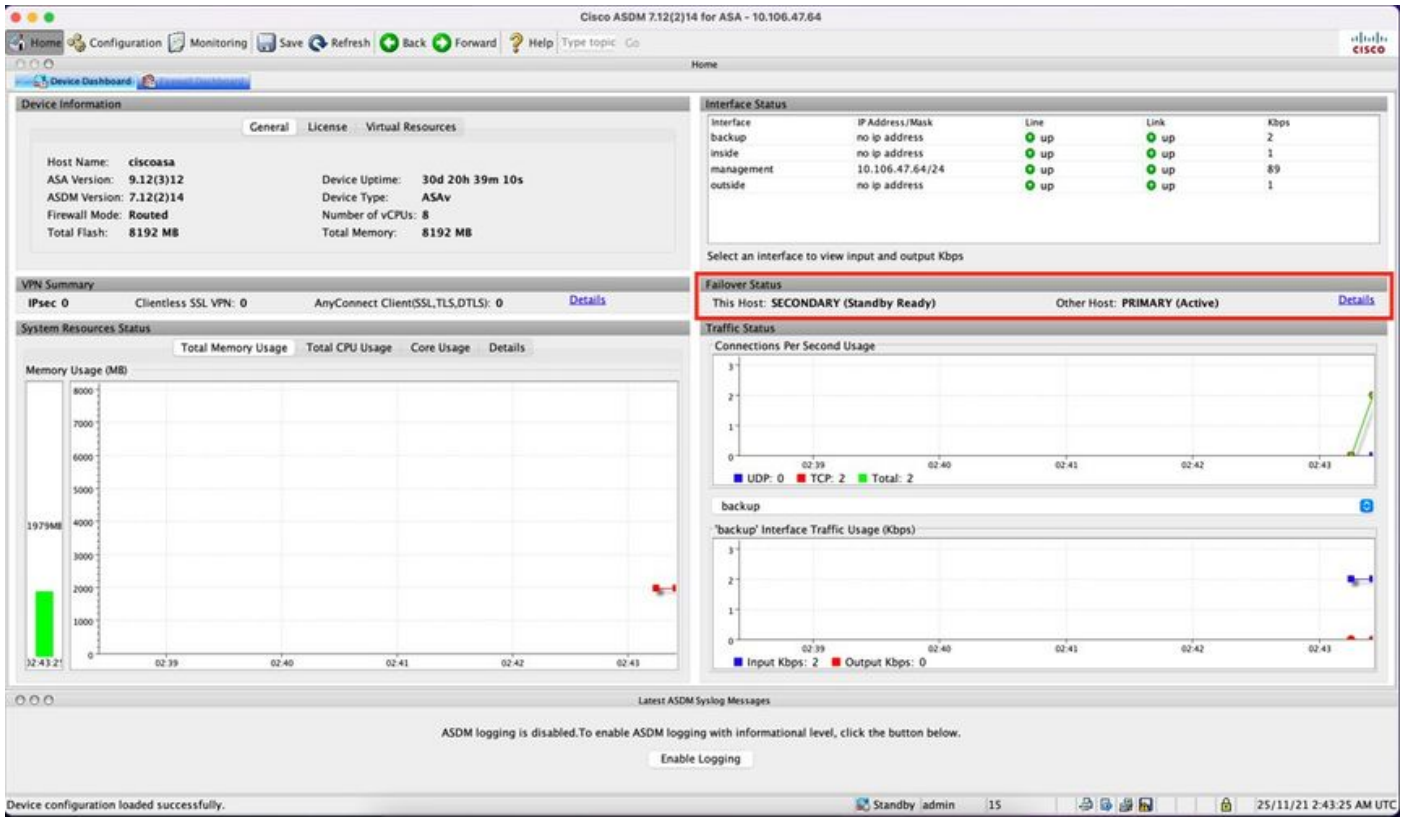 Cisco ASDM 7.12(2)14 for ASA - 10.106.47.64
Home Configuration Monitoring Save Refresh Back Forward Help Type topic Go
CISCO
Home
Device Dashboard Firewall Dashboard
Device Information
General License Virtual Resources
Host Name: ciscoasa
ASA Version: 9.12(3)12 Device Uptime: 30d 20h 39m 10s
ASDM Version: 7.12(2)14 Device Type: ASAv
Firewall Mode: Routed Number of vCPUs: 8
Total Flash: 8192 MB Total Memory: 8192 MB
Interface Status
Interface IP Address/Mask Line Link Kbps
backup no ip address up up 2
inside no ip address up up 1
management 10.106.47.64/24 up up 89
outside no ip address up up 1
Select an interface to view input and output Kbps
VPN Summary
IPsec 0 Clientless SSL VPN: 0 AnyConnect Client(SSL,TLS,DTLS): 0 Details
Failover Status
This Host: SECONDARY (Standby Ready) Other Host: PRIMARY (Active) Details
System Resources Status
Total Memory Usage Total CPU Usage Core Usage Details
Memory Usage (MB)
8000
7000
6000
5000
1979MB 4000
3000
2000
1000
0
02:39 02:40 02:41 02:42 02:43
Traffic Status
Connections Per Second Usage
3
2
1
0
02:39 02:40 02:41 02:42 02:43
UDP: 0 TCP: 2 Total: 2
backup
'backup' Interface Traffic Usage (Kbps)
3
2
1
0
02:39 02:40 02:41 02:42 02:43
Input Kbps: 2 Output Kbps: 0
Latest ASDM Syslog Messages
ASDM logging is disabled.To enable ASDM logging with informational level, click the button below.
Enable Logging
Device configuration loaded successfully. Standby admin 15 25/11/21 2:43:25 AM UTC